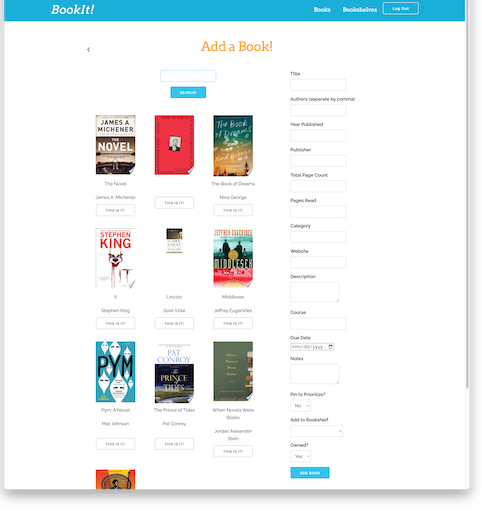 BookIt!
Books
Bookshelves
Log Out
Add a Book!
SEARCH!
JAMES A.
MICHENER
THE
NOVEL
The Novel
James A. Michener
THIS IS IT!
THIS IS IT!
The Book
of Dreams
The Book of Dreams
Nina George
THIS IS IT!
STEPHEN
KING
It
Stephen King
THIS IS IT!
GORE
VIDAL
Lincoln
Gore Vidal
THIS IS IT!
JEFFREY EUGENIDES
MIDDLESEX
Middlesex
Jeffrey Eugenides
THIS IS IT!
PYM
Pym: A Novel
Mat Johnson
THIS IS IT!
PAT
CONROY
THE
PRINCE
OF
TIDES
The Prince of Tides
Pat Conroy
THIS IS IT!
When Novels Were
Books
Jordan Alexander
Stein
THIS IS IT!
Title
Authors (separate by comma)
Year Published
Publisher
Total Page Count
Pages Read
Category
Website
Description
Course
Due Date
mm/dd/yyyy
Notes
Pin to Prioritize?
No
Add to Bookshelf
Owned?
Yes
ADD BOOK